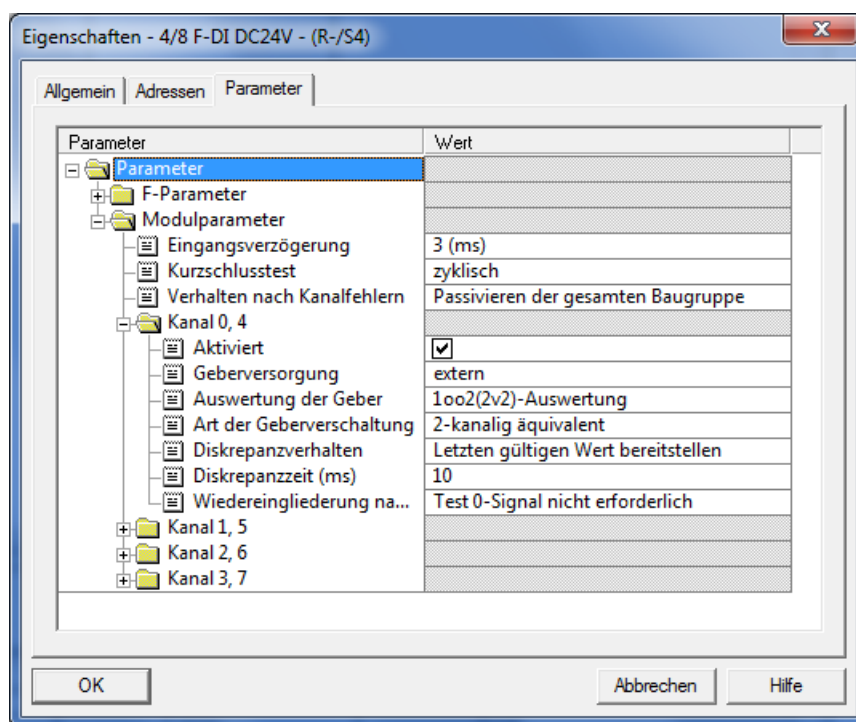 Eigenschaften - 4/8 F-DI DC24V - (R-/S4)
Allgemein Adressen Parameter
Parameter Wert
Parameter
F-Parameter
Modulparameter
Eingangsverzögerung 3 (ms)
Kurzschlusstest zyklisch
Verhalten nach Kanalfehlern Passivieren der gesamten Baugruppe
Kanal 0, 4
Aktiviert
Geberversorgung extern
Auswertung der Geber 1oo2(2v2)-Auswertung
Art der Geberverschaltung 2-kanalig äquivalent
Diskrepanzverhalten Letzten gültigen Wert bereitstellen
Diskrepanzzeit (ms) 10
Wiedereingliederung na... Test 0-Signal nicht erforderlich
Kanal 1, 5
Kanal 2, 6
Kanal 3, 7
OK Abbrechen Hilfe